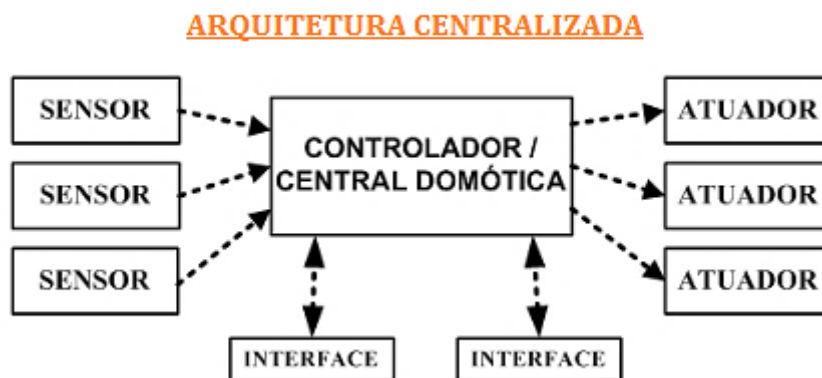 ARQUITETURA CENTRALIZADA
SENSOR
SENSOR
SENSOR
CONTROLADOR /
CENTRAL DOMÓTICA
ATUADOR
ATUADOR
ATUADOR
INTERFACE
INTERFACE